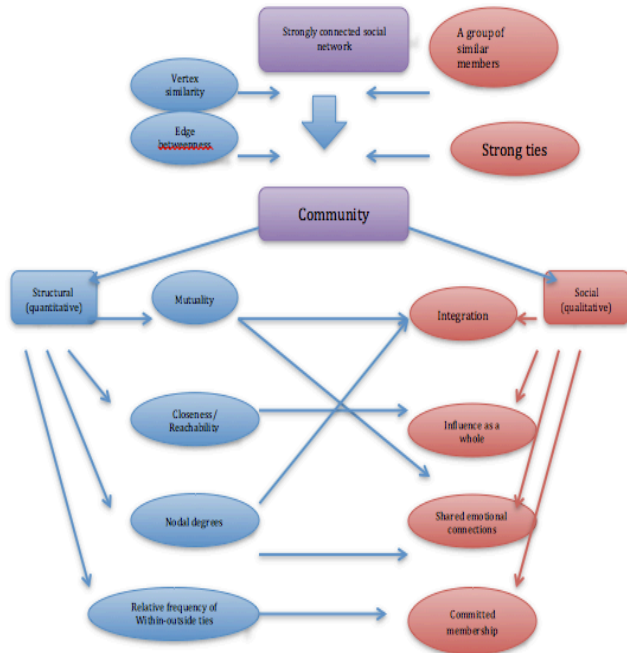 Strongly connected social
network
A group of
similar
members
Vertex
similarity
Edge
betweenness
Strong ties
Community
Structural
(quantitative)
Mutuality
Integration
Social
(qualitative)
Closeness /
Reachability
Influence as a
whole
Nodal degrees
Shared emotional
connections
Relative frequency of
Within-outside ties
Committed
membership